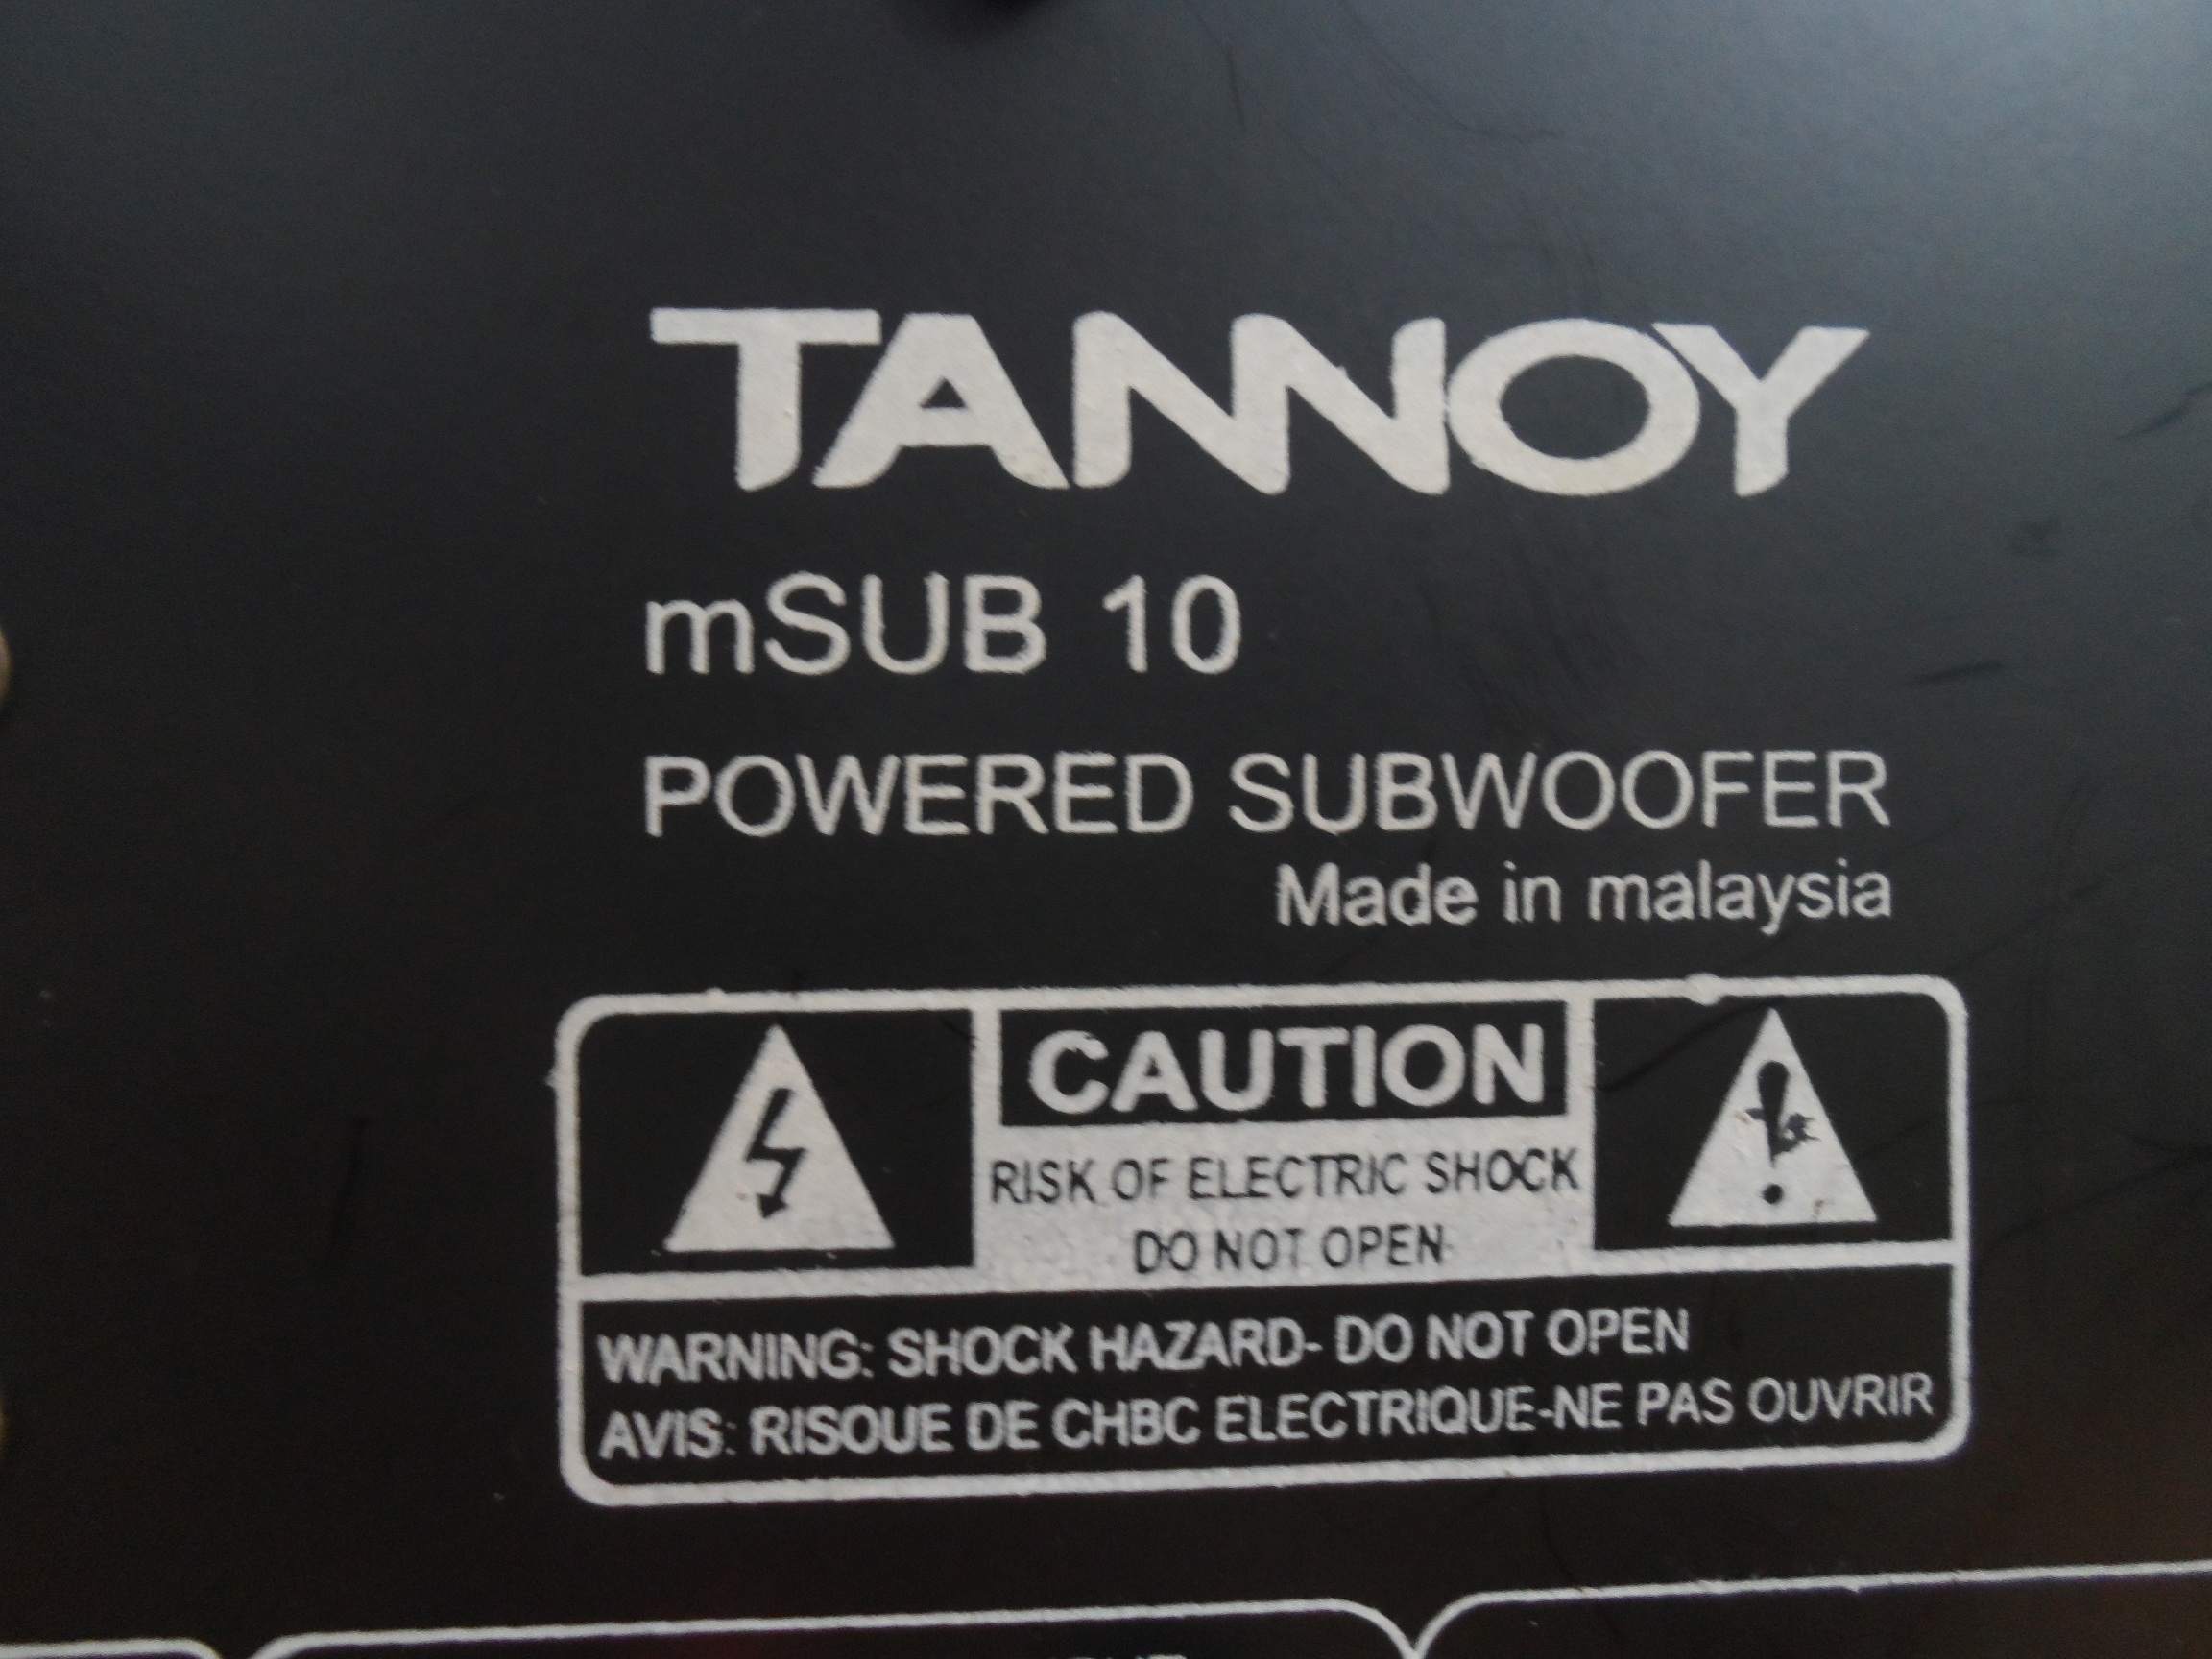 TANNOY
mSUB 10
POWERED SUBWOOFER
Made in malaysia
CAUTION
RISK OF ELECTRIC SHOCK
DO NOT OPEN
WARNING: SHOCK HAZARD- DO NOT OPEN
AVIS: RISOUE DE CHBC ELECTRIQUE-NE PAS OUVRIR